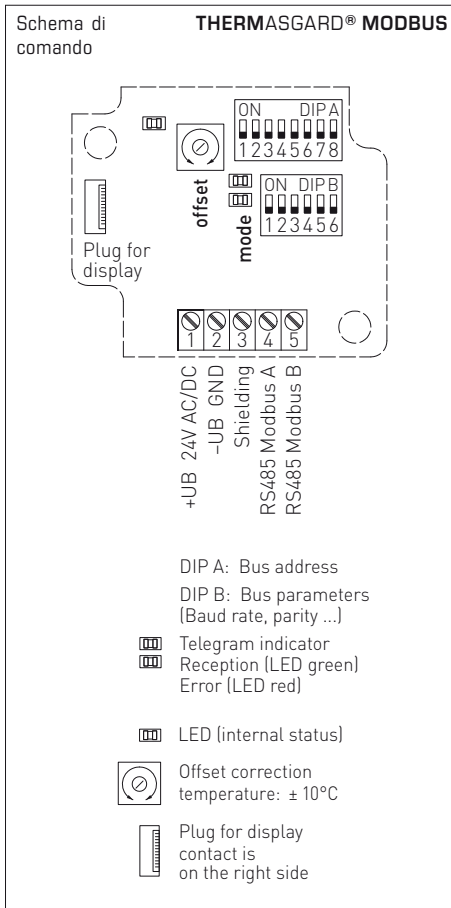 Schema di THERMASGARD® MODBUS
comando
ON DIP A
1 2 3 4 5 6 7 8
offset
mode
ON DIP B
1 2 3 4 5 6
Plug for
display
1 2 3 4 5
+UB 24V AC/DC
–UB GND
Shielding
RS485 Modbus A
RS485 Modbus B
DIP A: Bus address
DIP B: Bus parameters
(Baud rate, parity ...)
Telegram indicator
Reception (LED green)
Error (LED red)
LED (internal status)
Offset correction
temperature: ± 10°C
Plug for display
contact is
on the right side